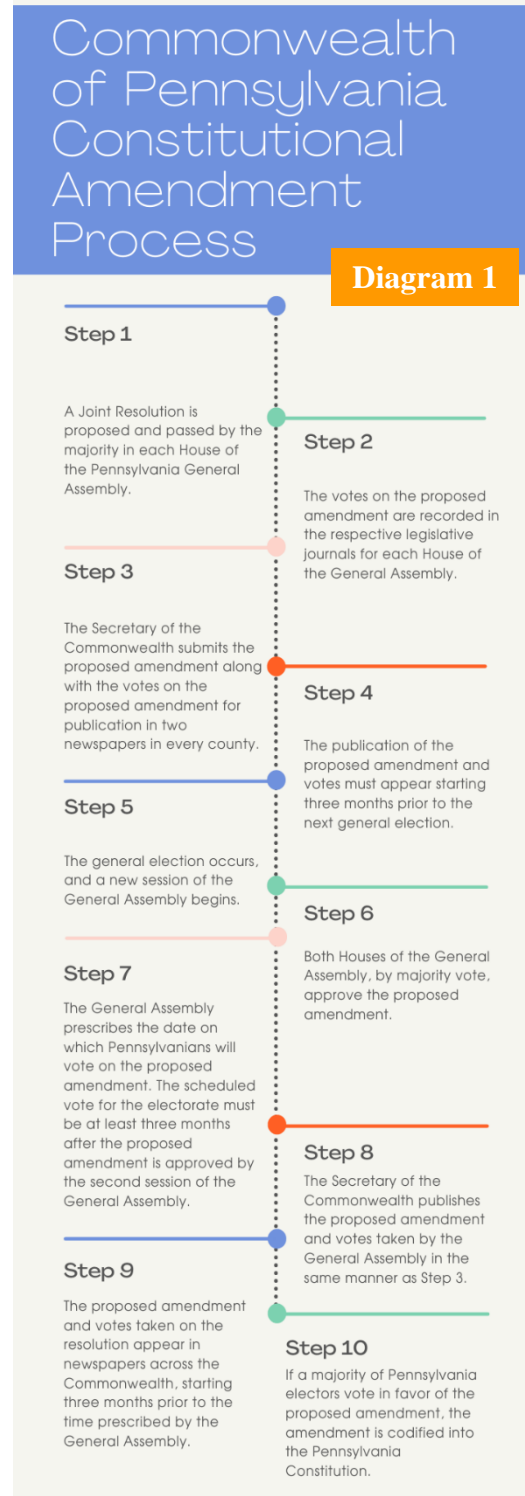 Commonwealth
of Pennsylvania
Constitutional
Amendment
Process
Diagram 1
Step 1
A Joint Resolution is
proposed and passed by the
majority in each House of
the Pennsylvania General
Assembly.
Step 2
The votes on the proposed
amendment are recorded in
the respective legislative
journals for each House of
the General Assembly.
Step 3
The Secretary of the
Commonwealth submits the
proposed amendment along
with the votes on the
proposed amendment for
publication in two
newspapers in every county.
Step 4
The publication of the
proposed amendment and
votes must appear starting
three months prior to the
next general election.
Step 5
The general election occurs,
and a new session of the
General Assembly begins.
Step 6
Both Houses of the General
Assembly, by majority vote,
approve the proposed
amendment.
Step 7
The General Assembly
prescribes the date on
which Pennsylvanians will
vote on the proposed
amendment. The scheduled
vote for the electorate must
be at least three months
after the proposed
amendment is approved by
the second session of the
General Assembly.
Step 8
The Secretary of the
Commonwealth publishes
the proposed amendment
and votes taken by the
General Assembly in the
same manner as Step 3.
Step 9
The proposed amendment
and votes taken on the
resolution appear in
newspapers across the
Commonwealth, starting
three months prior to the
time prescribed by the
General Assembly.
Step 10
If a majority of Pennsylvania
electors vote in favor of the
proposed amendment, the
amendment is codified into
the Pennsylvania
Constitution.